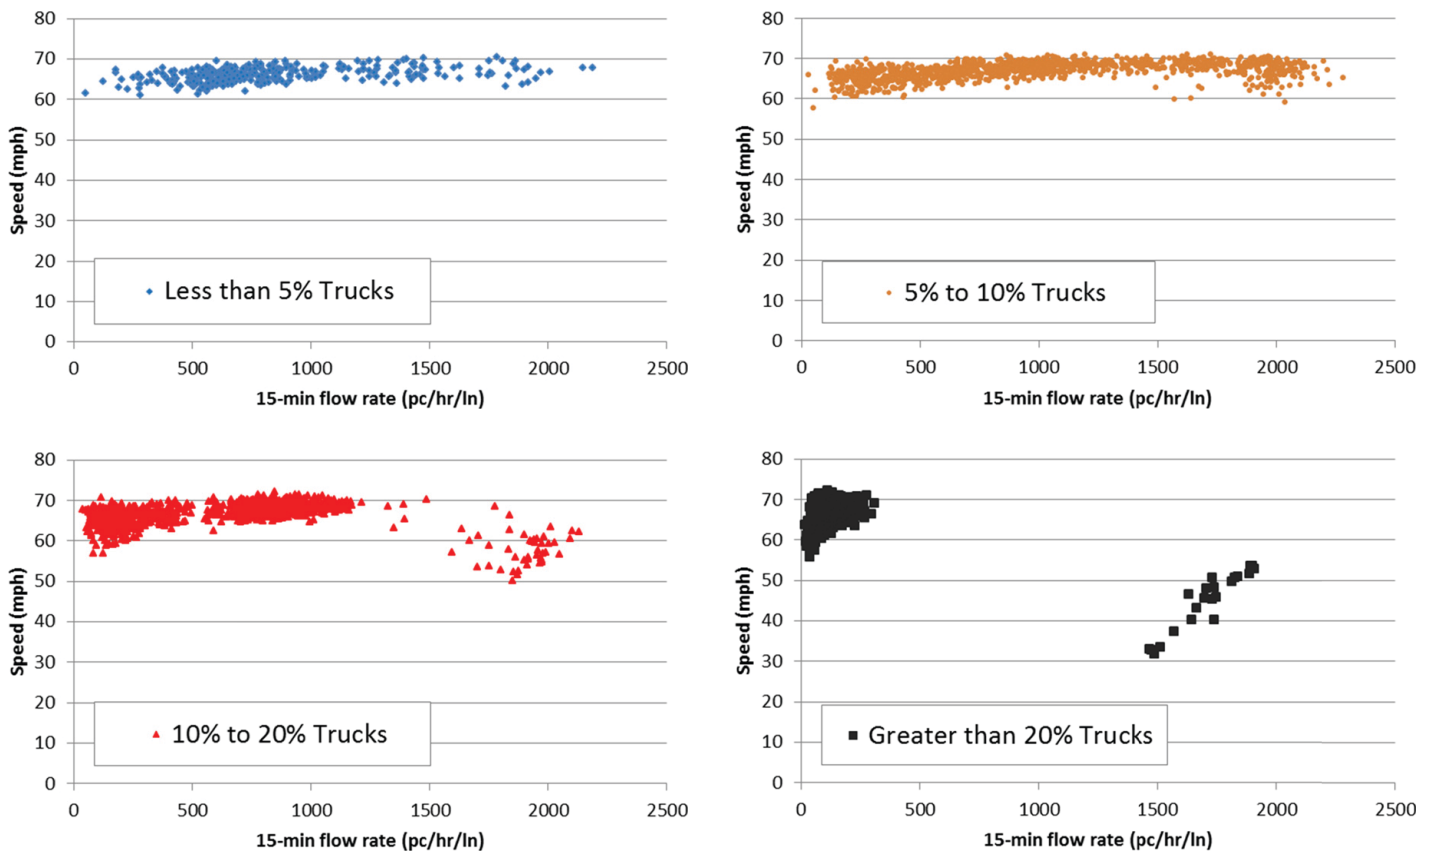 80
70
60
50
40
30
20
10
0
Speed (mph)
Less than 5% Trucks
0 500 1000 1500 2000 2500
15-min flow rate (pc/hr/ln)
80
70
60
50
40
30
20
10
0
Speed (mph)
5% to 10% Trucks
0 500 1000 1500 2000 2500
15-min flow rate (pc/hr/ln)
80
70
60
50
40
30
20
10
0
Speed (mph)
10% to 20% Trucks
0 500 1000 1500 2000 2500
15-min flow rate (pc/hr/ln)
80
70
60
50
40
30
20
10
0
Speed (mph)
Greater than 20% Trucks
0 500 1000 1500 2000 2500
15-min flow rate (pc/hr/ln)